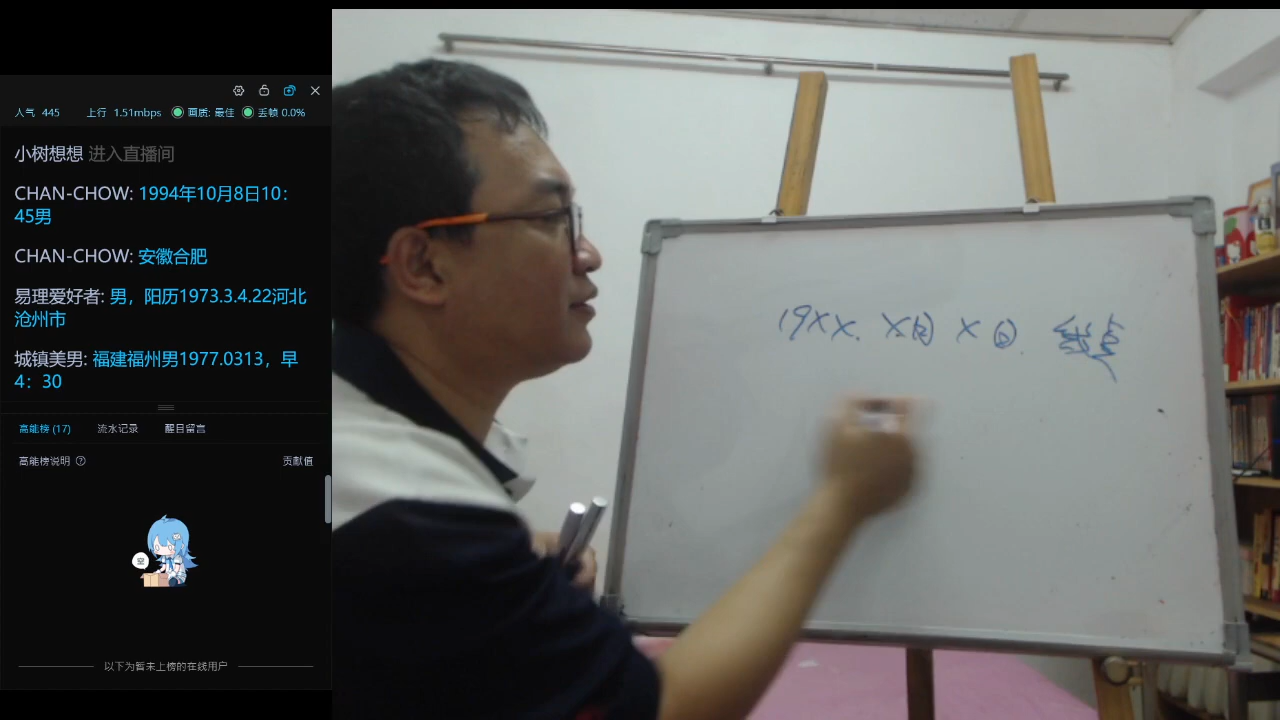 人气 445 上行 1.51mbps 画质: 最佳 丢帧 0.0%
小树想想 进入直播间
CHAN-CHOW: 1994年10月8日10:
45男
CHAN-CHOW: 安徽合肥
易理爱好者: 男，阳历1973.3.4.22河北
沧州市
城镇美男: 福建福州男1977.0313，早
4：30
高能榜 (17) 流水记录 醒目留言
高能榜说明 贡献值
空
以下为暂未上榜的在线用户
19XX. X月 X日